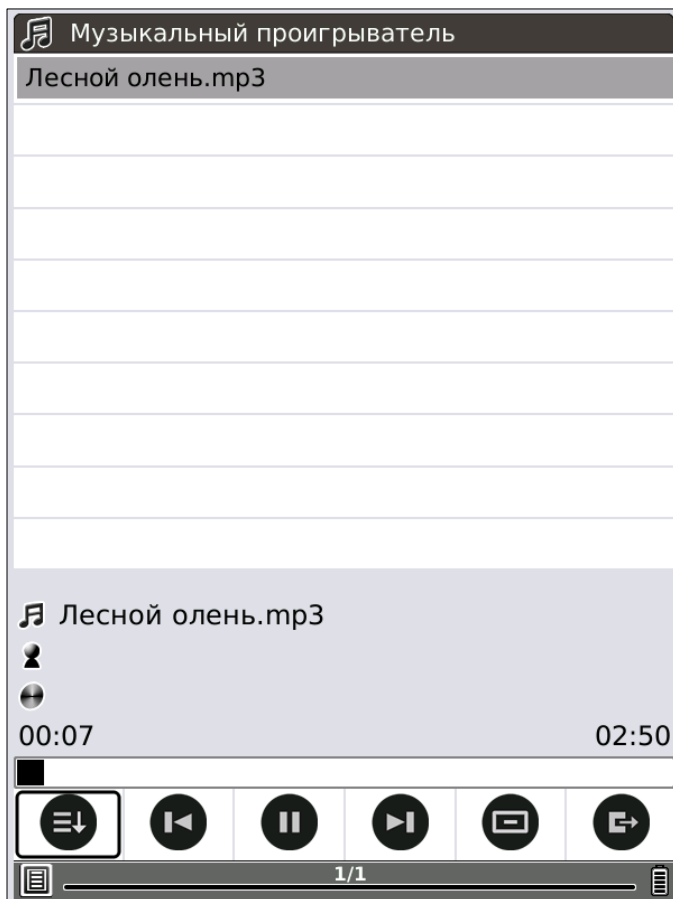 Музыкальный проигрыватель
Лесной олень.mp3
Лесной олень.mp3
00:07 02:50
1/1